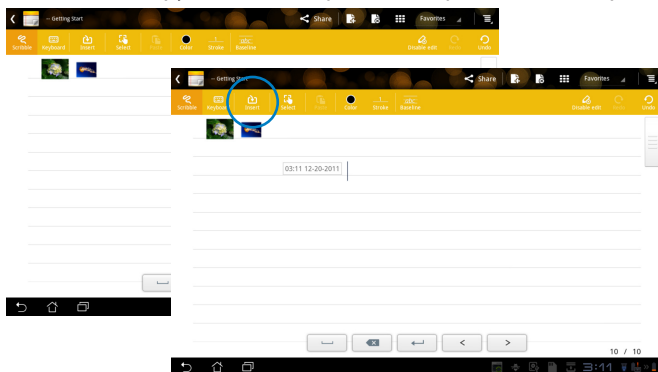 – Getting Start
Share
Favorites
Scribble
Keyboard
Insert
Select
Color
Stroke
Baseline
Disable edit
Undo
– Getting Start
Share
Favorites
Scribble
Keyboard
Insert
Select
Paste
Color
1
Stroke
abc
Baseline
Disable edit
Redo
Undo
03:11 12-20-2011
10 / 10
3:11